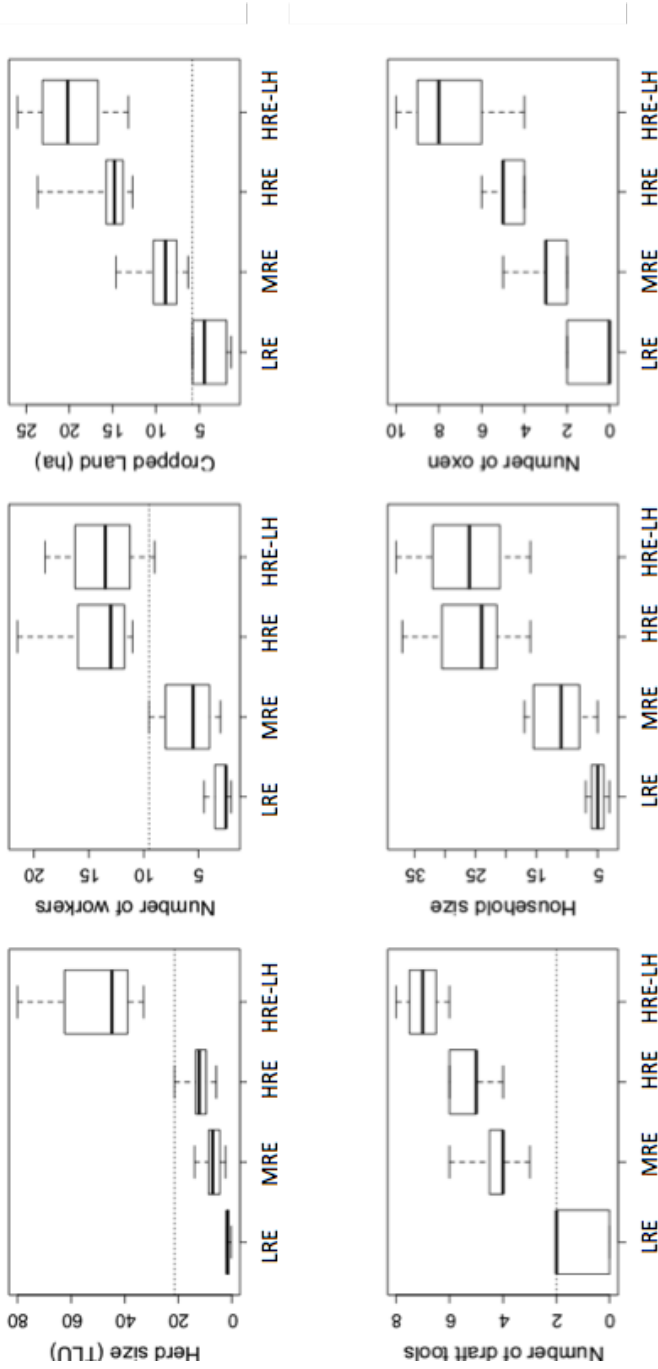 Herd size (TLU)
80 60 40 20 0
LRE MRE HRE HRE-LH
Number of workers
20 15 10 5
LRE MRE HRE HRE-LH
Cropped Land (ha)
25 20 15 10 5
LRE MRE HRE HRE-LH
Number of draft tools
8 6 4 2 0
LRE MRE HRE HRE-LH
Household size
35 25 15 5
LRE MRE HRE HRE-LH
Number of oxen
10 8 6 4 2 0
LRE MRE HRE HRE-LH